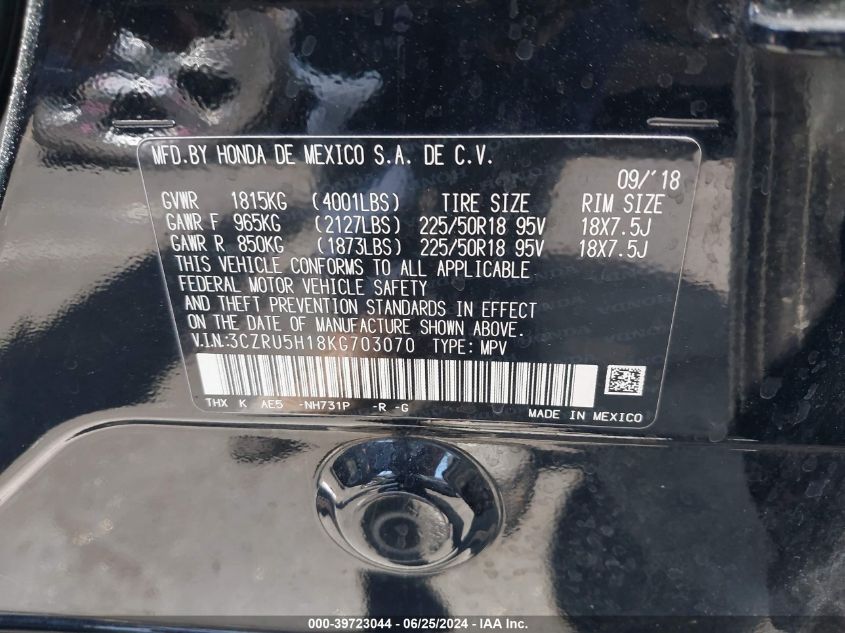 MFD.BY HONDA DE MEXICO S.A. DE C.V.
09/'18
GVWR 1815KG (4001LBS) TIRE SIZE RIM SIZE
GAWR F 965KG (2127LBS) 225/50R18 95V 18X7.5J
GAWR R 850KG (1873LBS) 225/50R18 95V 18X7.5J
THIS VEHICLE CONFORMS TO ALL APPLICABLE
FEDERAL MOTOR VEHICLE SAFETY
AND THEFT PREVENTION STANDARDS IN EFFECT
ON THE DATE OF MANUFACTURE SHOWN ABOVE.
V.I.N.:3CZRU5H18KG703070 TYPE: MPV
THX K AE5 -NH731P -R -G
MADE IN MEXICO
000-39723044 / 06/25/2024 - IAA Inc.